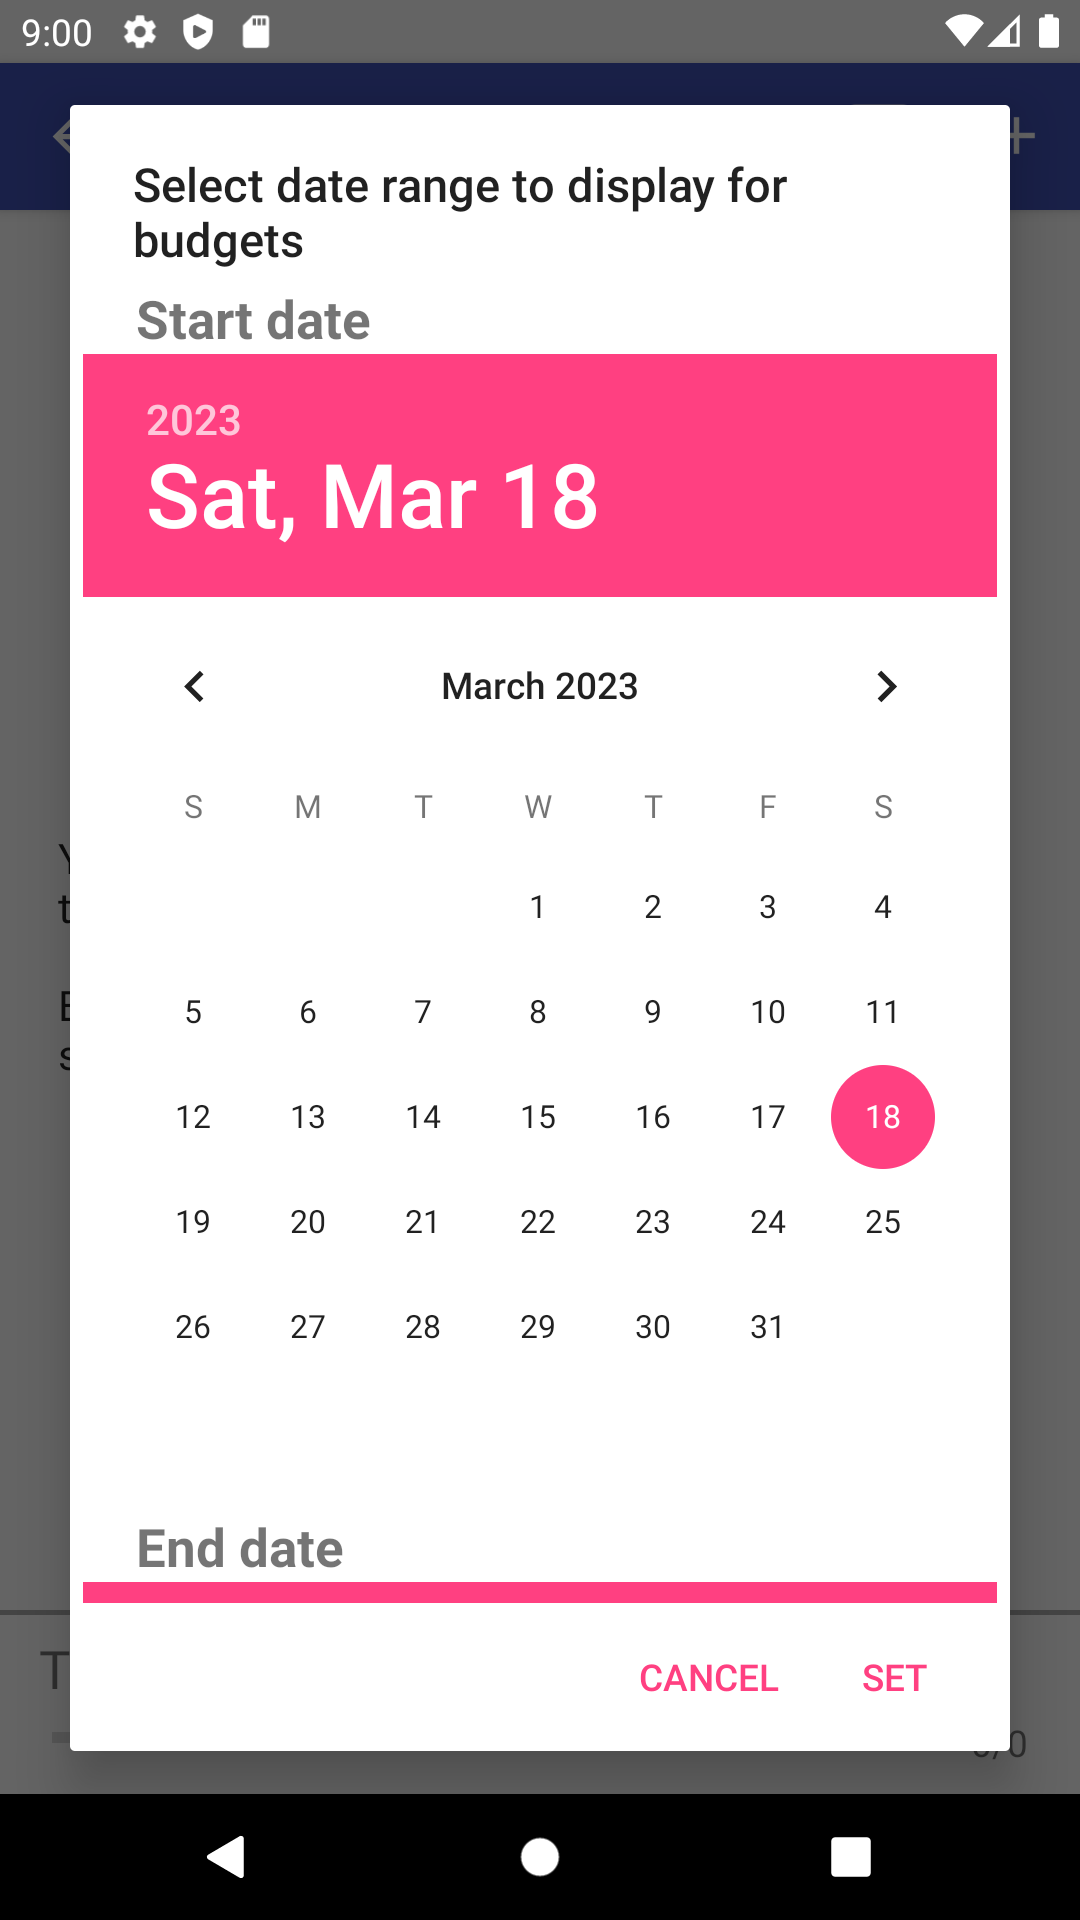 9:00
Select date range to display for
budgets
Start date
2023
Sat, Mar 18
March 2023
S M T W T F S
1 2 3 4
5 6 7 8 9 10 11
12 13 14 15 16 17 18
19 20 21 22 23 24 25
26 27 28 29 30 31
End date
CANCEL SET